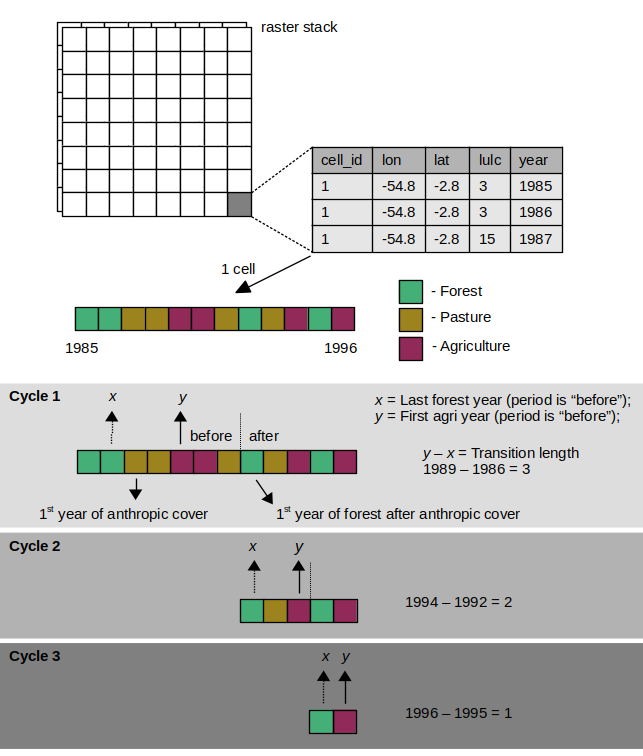 raster stack
cell_id lon lat lulc year
1 -54.8 -2.8 3 1985
1 -54.8 -2.8 3 1986
1 -54.8 -2.8 15 1987
1 cell
- Forest
- Pasture
- Agriculture
1985 1996
Cycle 1
x y
before after
x = Last forest year (period is “before”);
y = First agri year (period is “before”);
y – x = Transition length
1989 – 1986 = 3
1st year of anthropic cover
1st year of forest after anthropic cover
Cycle 2
x y
1994 – 1992 = 2
Cycle 3
x y
1996 – 1995 = 1